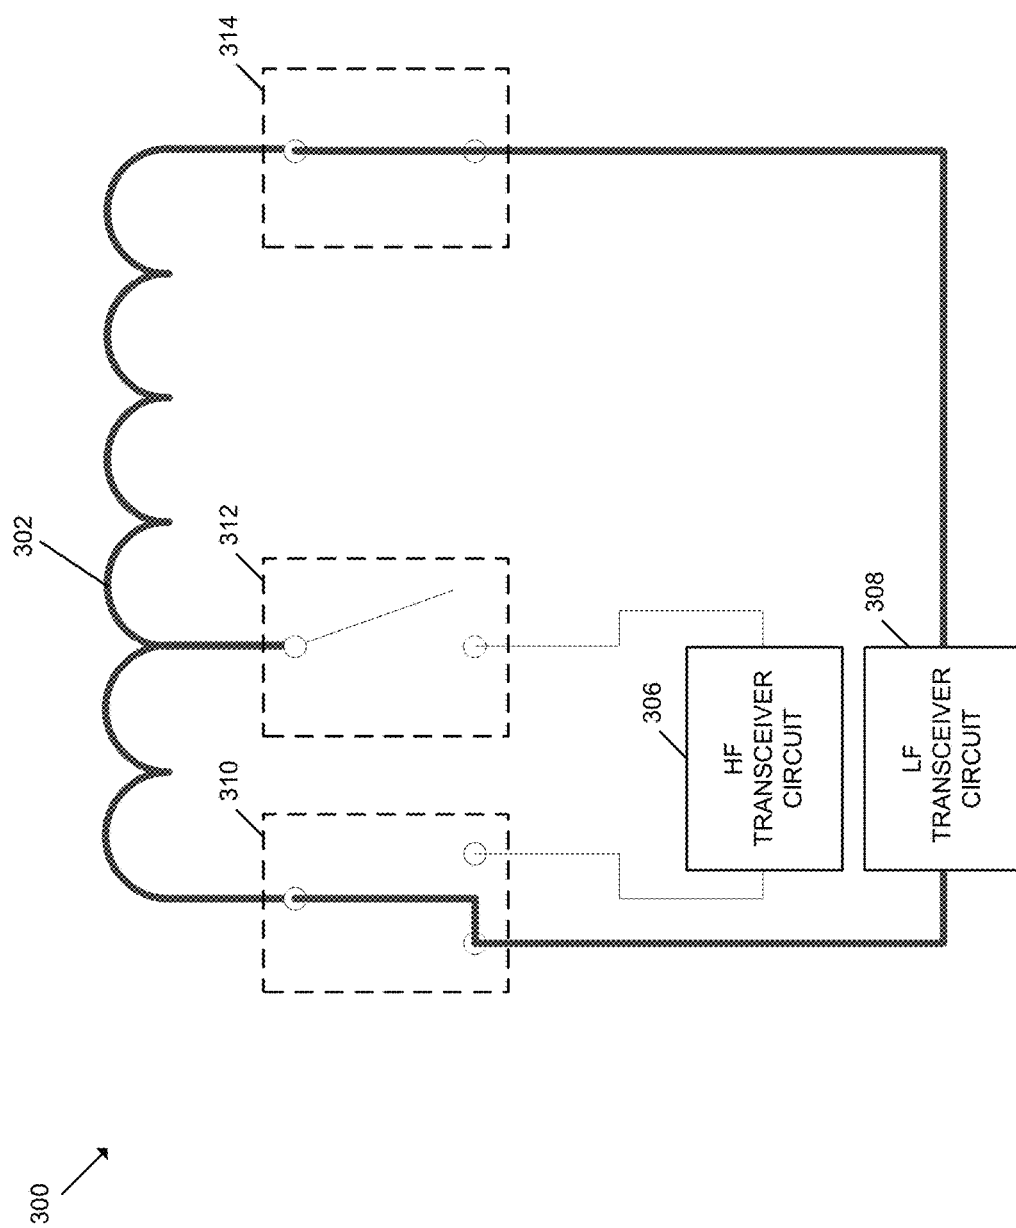 300
302
310
312
314
306
HF
TRANSCEIVER
CIRCUIT
308
LF
TRANSCEIVER
CIRCUIT